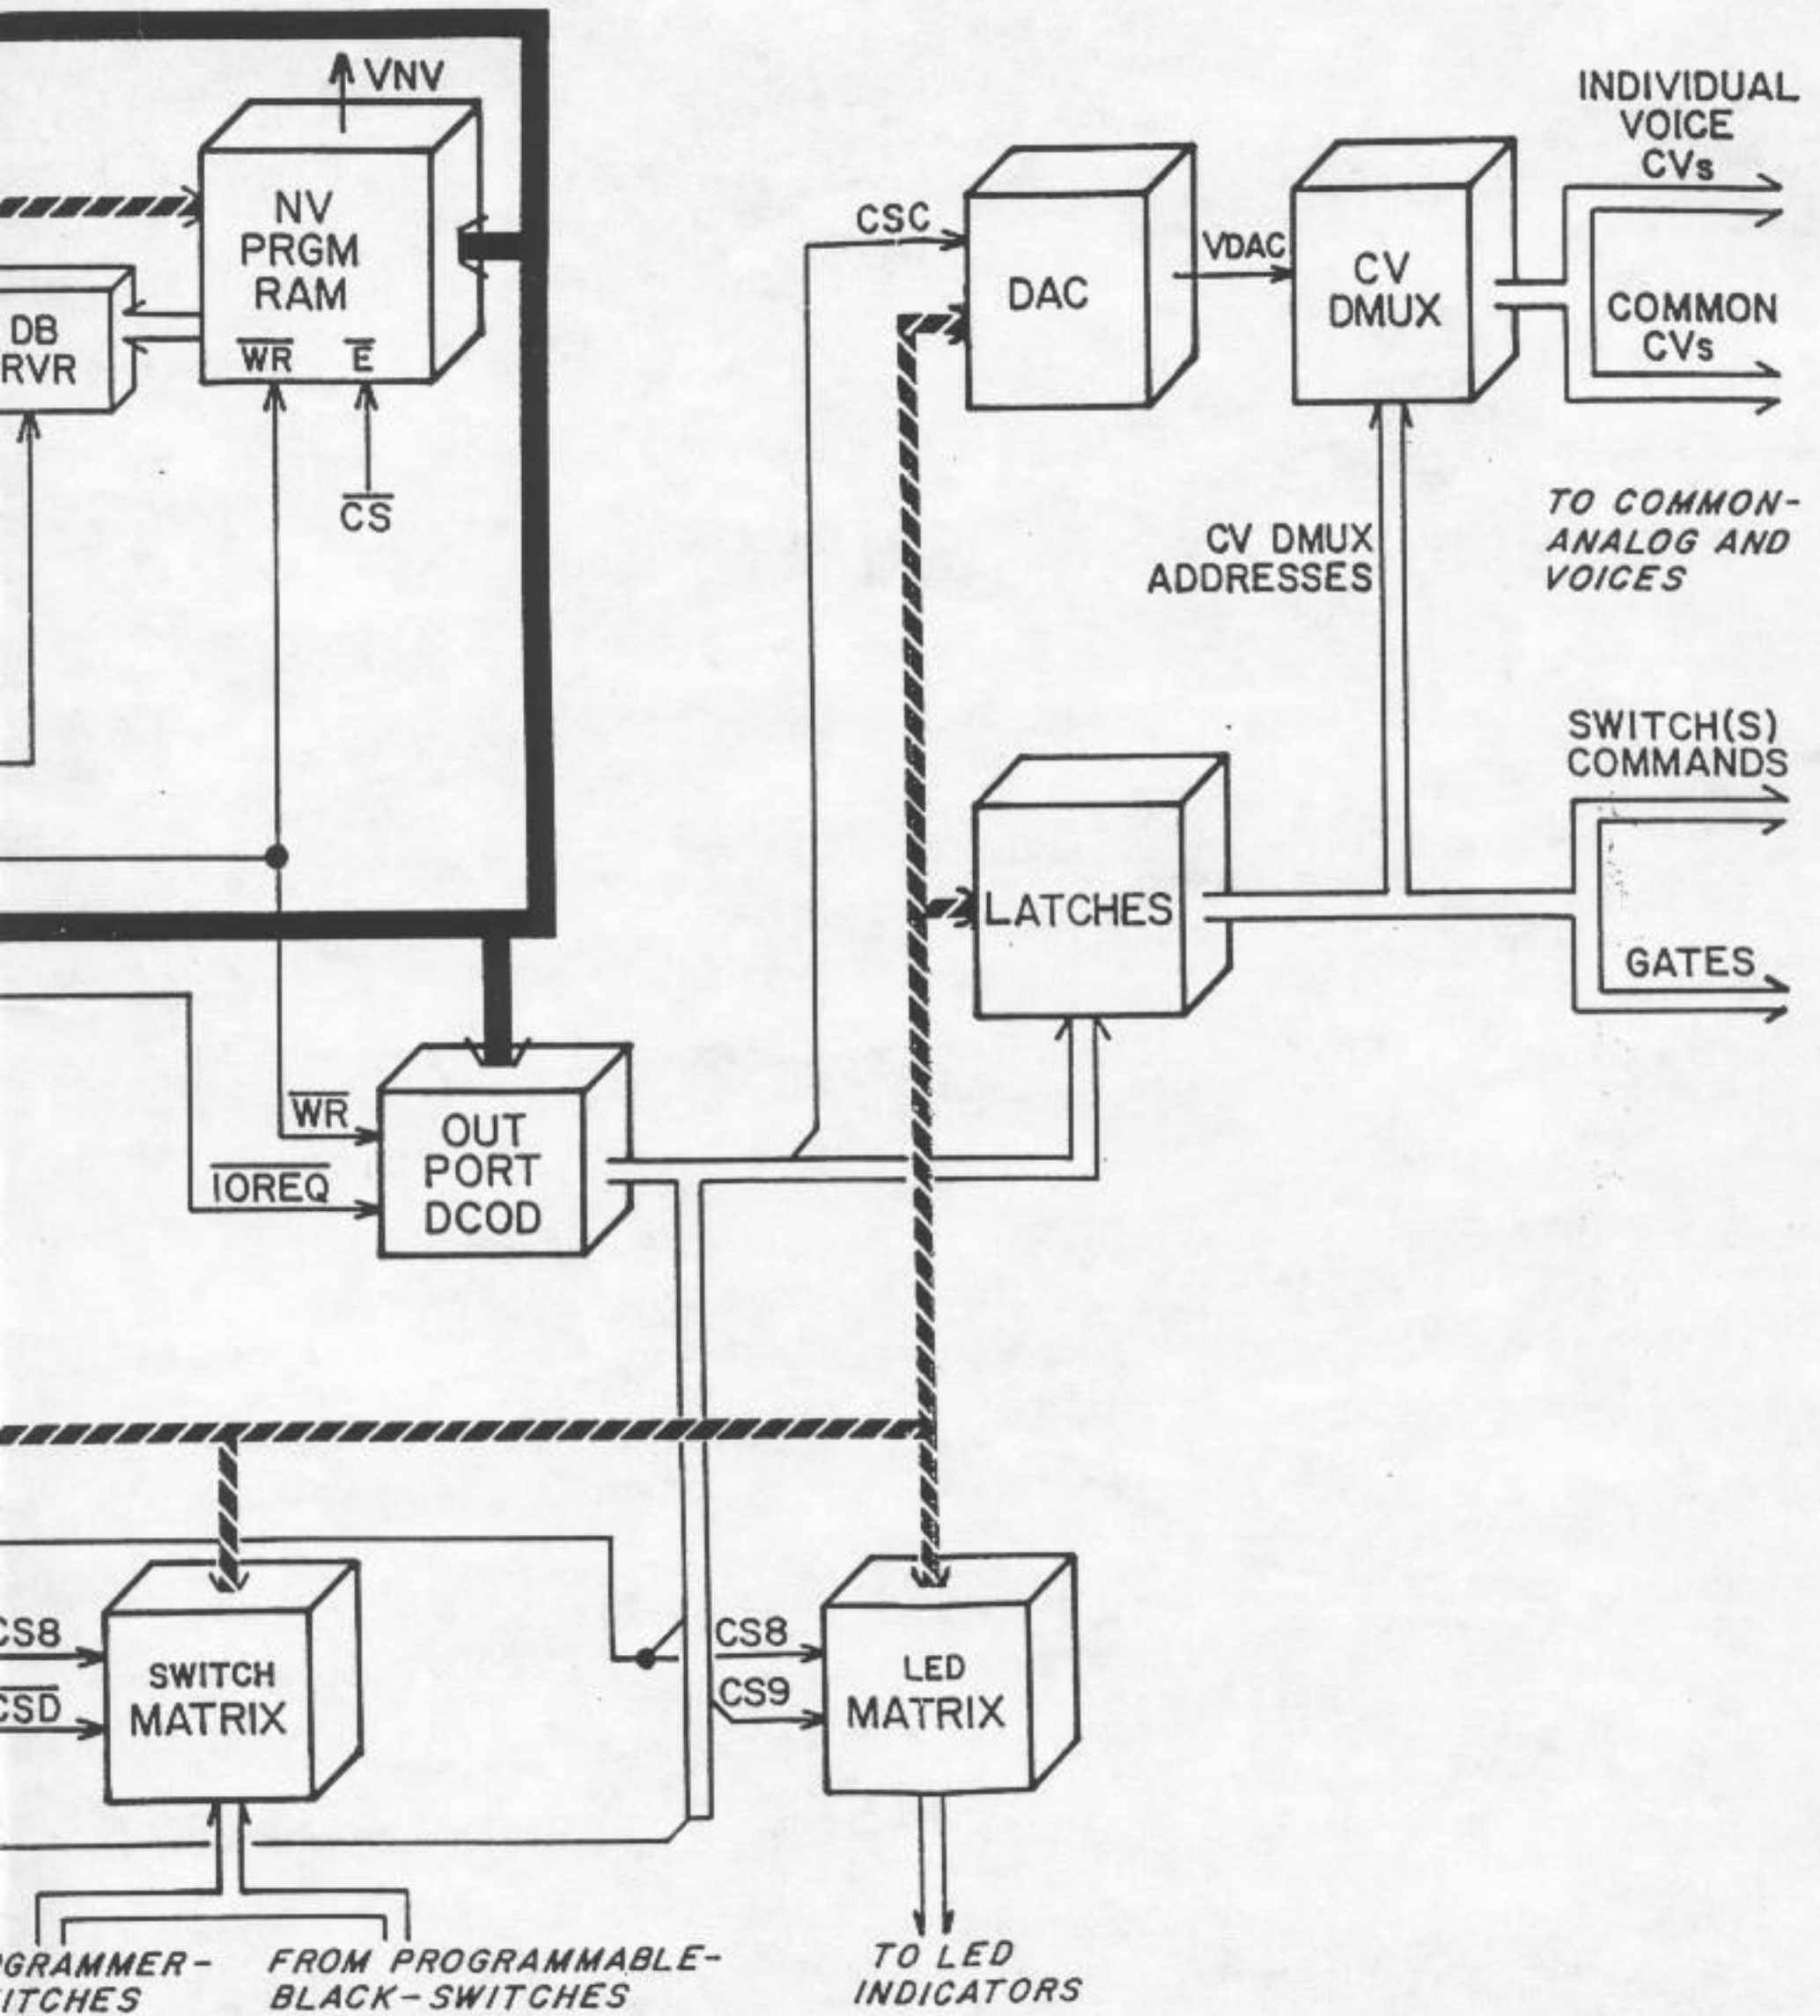 VNV
NV
PRGM
RAM
WR E
CS
DB
RVR
CSC
DAC
VDAC
CV
DMUX
INDIVIDUAL
VOICE
CVs
COMMON
CVs
TO COMMON-
ANALOG AND
VOICES
CV DMUX
ADDRESSES
SWITCH(S)
COMMANDS
LATCHES
GATES
WR
IOREQ
OUT
PORT
DCOD
CS8
CSD
SWITCH
MATRIX
CS8
CS9
LED
MATRIX
OGRAMMER-
ITCHES
FROM PROGRAMMABLE-
BLACK-SWITCHES
TO LED
INDICATORS